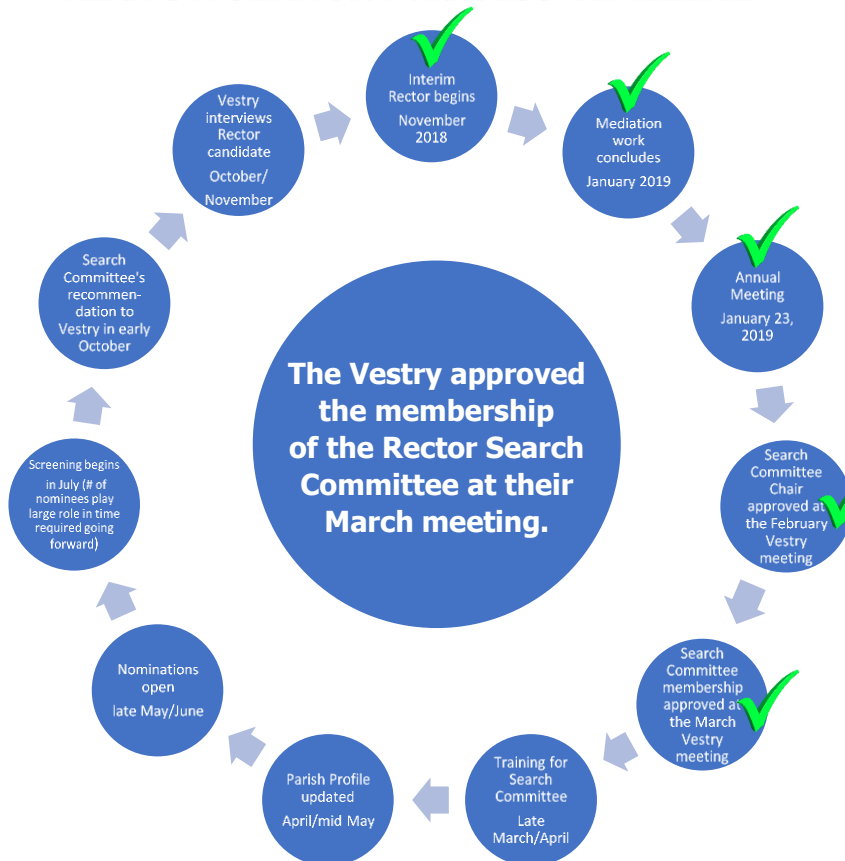 Interim
Rector begins
November
2018
Mediation
work
concludes
January 2019
Annual
Meeting
January 23,
2019
Search
Committee
Chair
approved at
the February
Vestry
meeting
Search
Committee
membership
approved at
the March
Vestry
meeting
Training for
Search
Committee
Late
March/April
Parish Profile
updated
April/mid May
Nominations
open
late May/June
Screening begins
in July (# of
nominees play
large role in time
required going
forward)
Search
Committee's
recommen-
dation to
Vestry in early
October
Vestry
interviews
Rector
candidate
October/
November
The Vestry approved
the membership
of the Rector Search
Committee at their
March meeting.